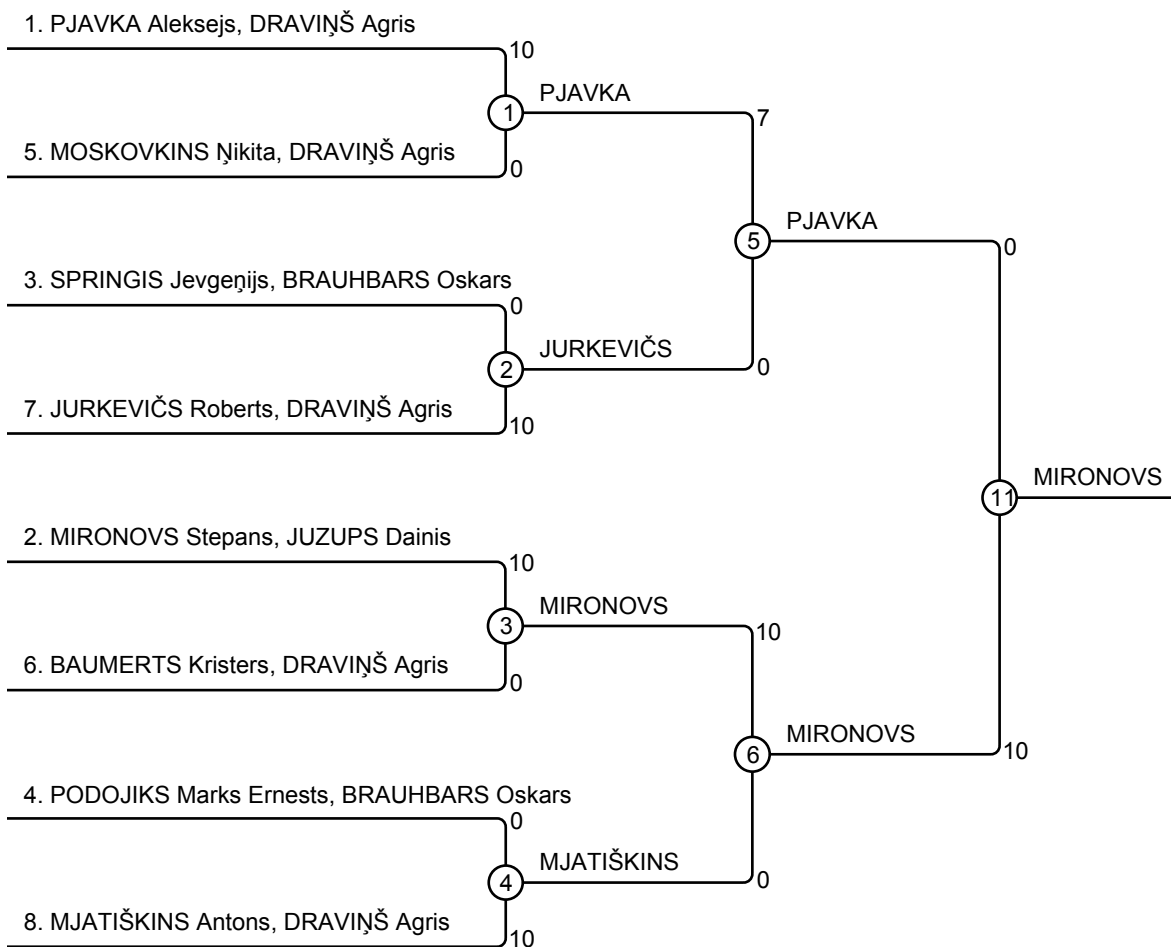 1. PJAVKA Aleksejs, DRAVIŅŠ Agris
10
1
PJAVKA
7
5. MOSKOVKINS Ņikita, DRAVIŅŠ Agris
0
5
PJAVKA
0
3. SPRINGIS Jevgeņijs, BRAUHBARS Oskars
0
2
JURKEVIČS
0
7. JURKEVIČS Roberts, DRAVIŅŠ Agris
10
11
MIRONOVS
2. MIRONOVS Stepans, JUZUPS Dainis
10
3
MIRONOVS
10
6. BAUMERTS Kristers, DRAVIŅŠ Agris
0
6
MIRONOVS
10
4. PODOJIKS Marks Ernests, BRAUHBARS Oskars
0
4
MJATIŠKINS
0
8. MJATIŠKINS Antons, DRAVIŅŠ Agris
10